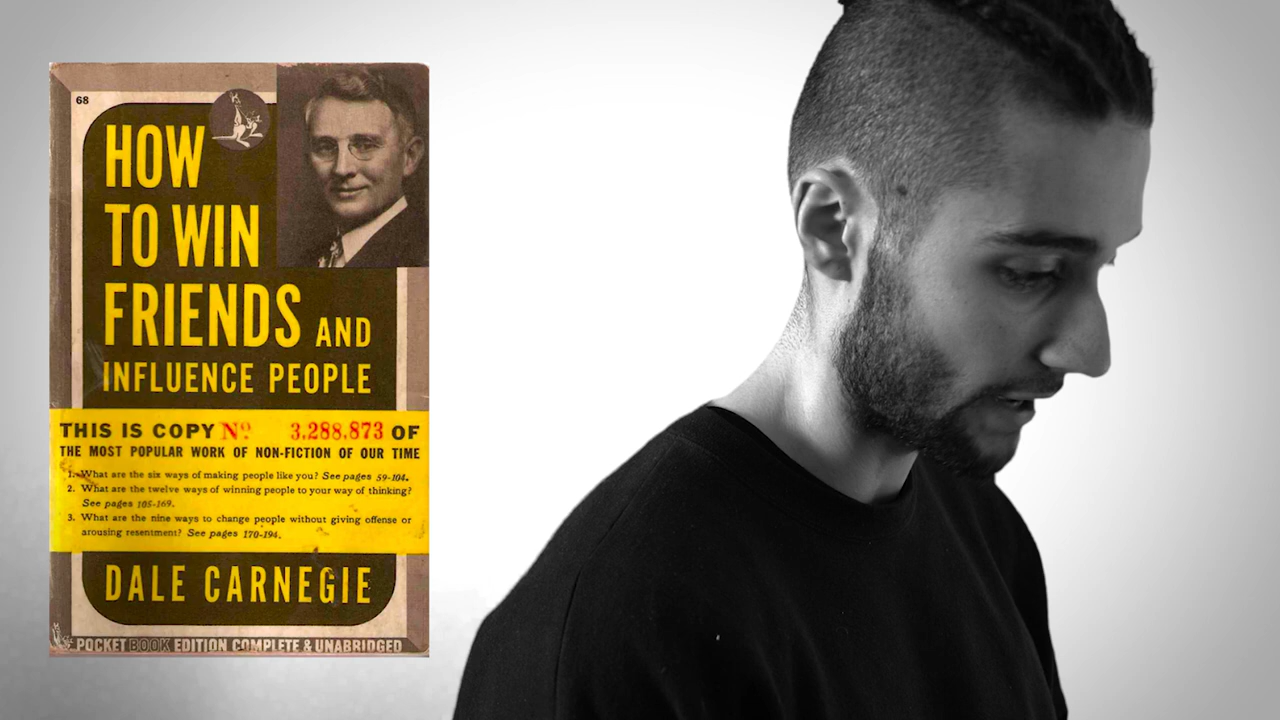 68
HOW
TO WIN
FRIENDS AND
INFLUENCE PEOPLE
THIS IS COPY No 3,288,873 OF
THE MOST POPULAR WORK OF NON-FICTION OF OUR TIME
1. What are the six ways of making people like you? See pages 59-104.
2. What are the twelve ways of winning people to your way of thinking?
See pages 105-169.
3. What are the nine ways to change people without giving offense or
arousing resentment? See pages 170-194.
DALE CARNEGIE
POCKET BOOK EDITION COMPLETE & UNABRIDGED